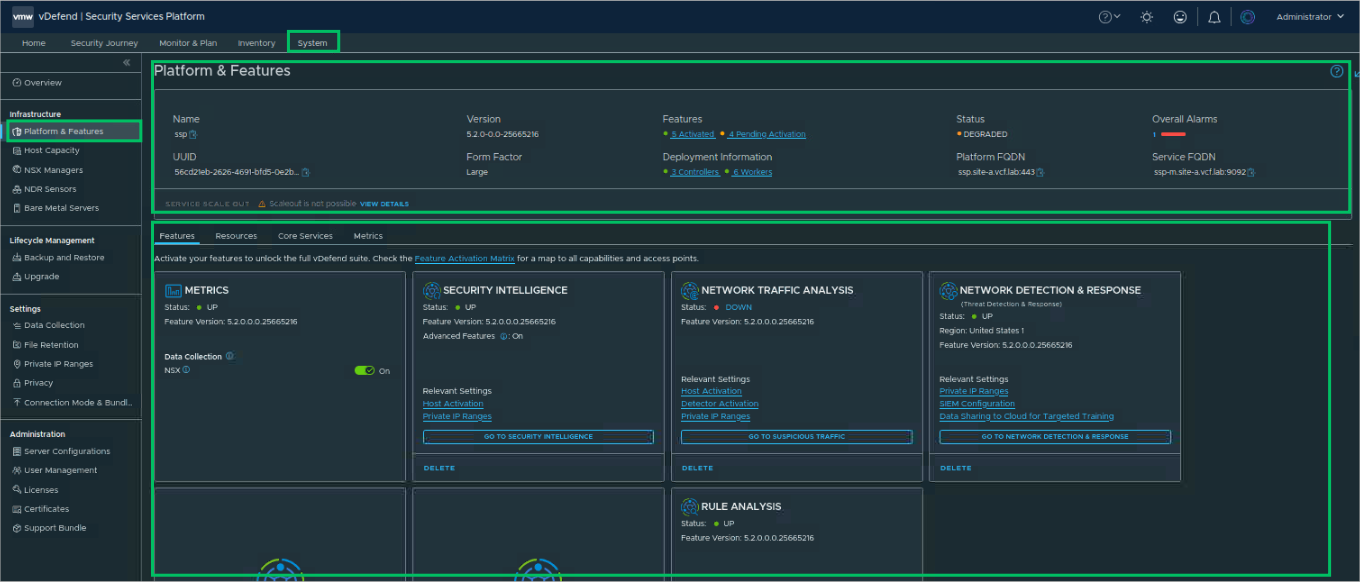 vmw vDefend | Security Services Platform
Administrator
Home Security Journey Monitor & Plan Inventory System
Overview
Infrastructure
Platform & Features
Host Capacity
NSX Managers
NDR Sensors
Bare Metal Servers
Lifecycle Management
Backup and Restore
Upgrade
Settings
Data Collection
File Retention
Private IP Ranges
Privacy
Connection Mode & Bundl..
Administration
Server Configurations
User Management
Licenses
Certificates
Support Bundle
Platform & Features
Name
ssp
Version
5.2.0-0.0-25665216
Features
5 Activated 4 Pending Activation
Status
DEGRADED
Overall Alarms
1
UUID
56cd21eb-2626-4691-bfd5-0e2b...
Form Factor
Large
Deployment Information
3 Controllers 6 Workers
Platform FQDN
ssp.site-a.vcf.lab:443
Service FQDN
ssp-m.site-a.vcf.lab:9092
SERVICE SCALE OUT Scaleout is not possible VIEW DETAILS
Features Resources Core Services Metrics
Activate your features to unlock the full vDefend suite. Check the Feature Activation Matrix for a map to all capabilities and access points.
METRICS
Status: UP
Feature Version: 5.2.0.0.0.25665216
Data Collection
NSX On
SECURITY INTELLIGENCE
Status: UP
Feature Version: 5.2.0.0.0.25665216
Advanced Features : On
Relevant Settings
Host Activation
Private IP Ranges
GO TO SECURITY INTELLIGENCE
DELETE
NETWORK TRAFFIC ANALYSIS
Status: DOWN
Feature Version: 5.2.0.0.0.25665216
Relevant Settings
Host Activation
Detector Activation
Private IP Ranges
GO TO SUSPICIOUS TRAFFIC
DELETE
NETWORK DETECTION & RESPONSE
(Threat Detection & Response)
Status: UP
Region: United States 1
Feature Version: 5.2.0.0.0.25665216
Relevant Settings
Private IP Ranges
SIEM Configuration
Data Sharing to Cloud for Targeted Training
GO TO NETWORK DETECTION & RESPONSE
DELETE
RULE ANALYSIS
Status: UP
Feature Version: 5.2.0.0.0.25665216